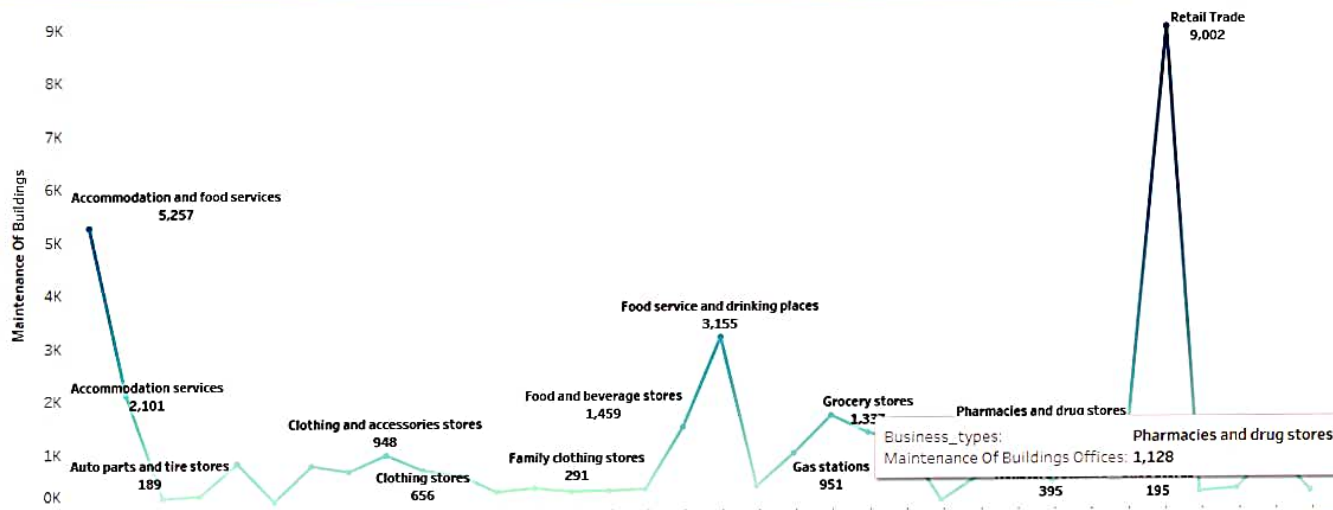 Retail Trade
9,002
9K
8K
7K
6K
5K
4K
3K
2K
1K
0K
Maintenance Of Buildings
Accommodation and food services
5,257
Food service and drinking places
3,155
Accommodation services
2,101
Food and beverage stores
1,459
Grocery stores
1,337
Pharmacies and drug stores
Clothing and accessories stores
948
Business_types: Pharmacies and drug stores
Maintenance Of Buildings Offices: 1,128
Auto parts and tire stores
189
Family clothing stores
291
Clothing stores
656
Gas stations
951
395
195